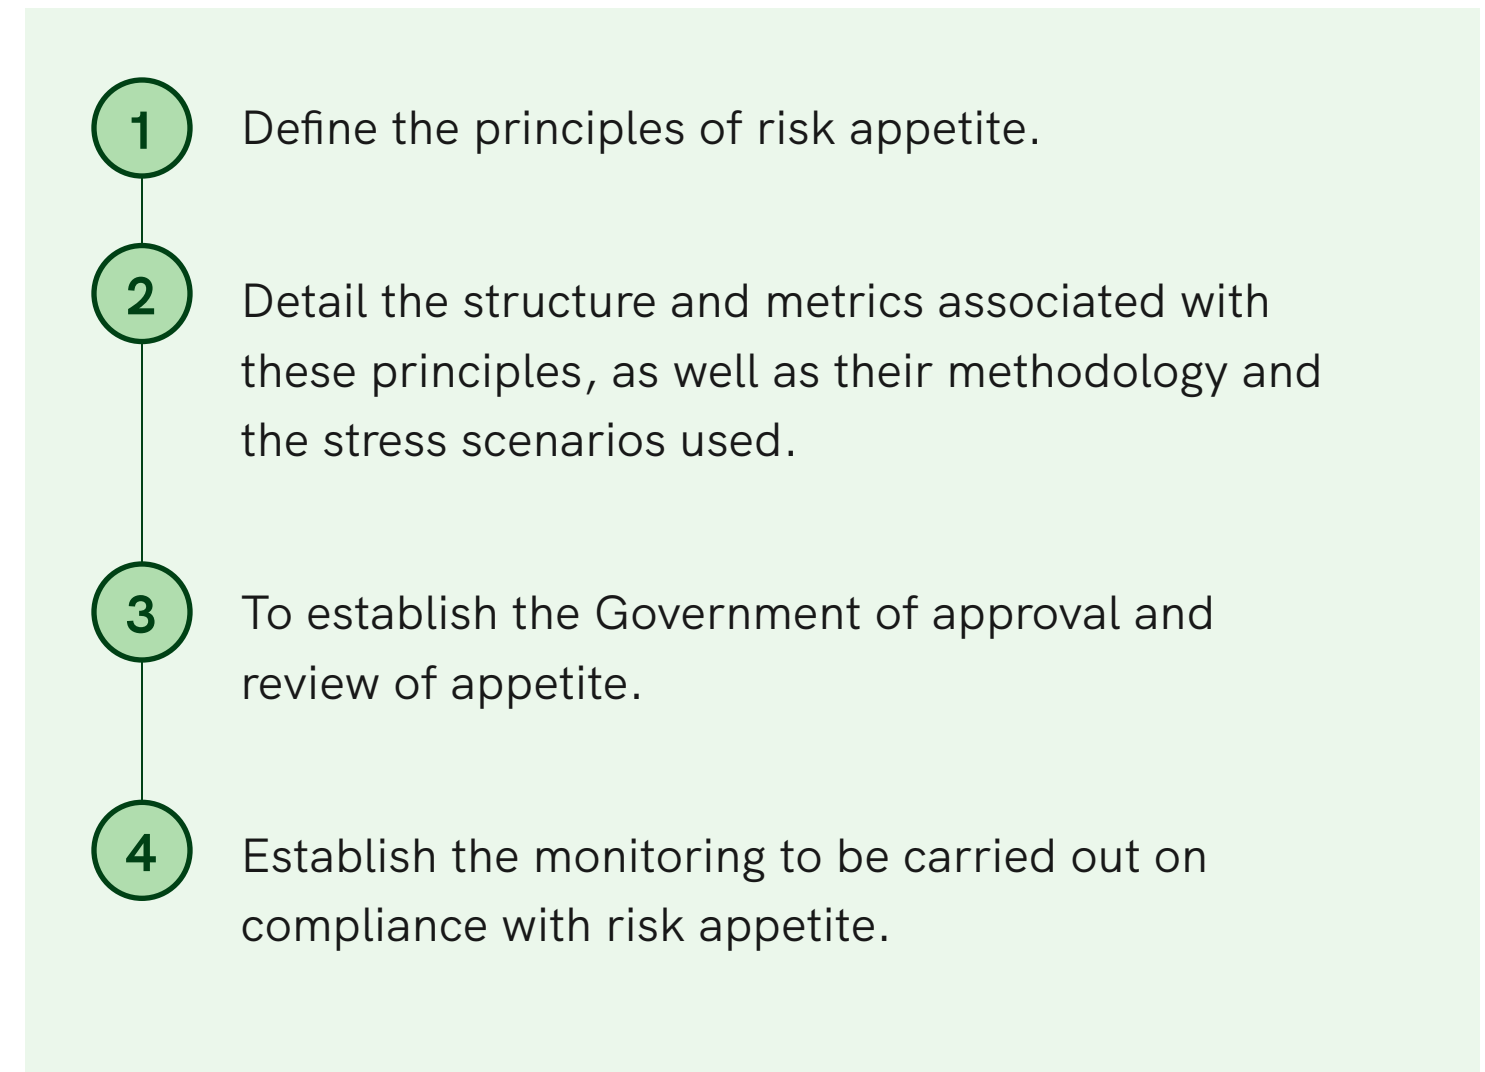 1 Define the principles of risk appetite.
2 Detail the structure and metrics associated with
these principles, as well as their methodology and
the stress scenarios used.
3 To establish the Government of approval and
review of appetite.
4 Establish the monitoring to be carried out on
compliance with risk appetite.